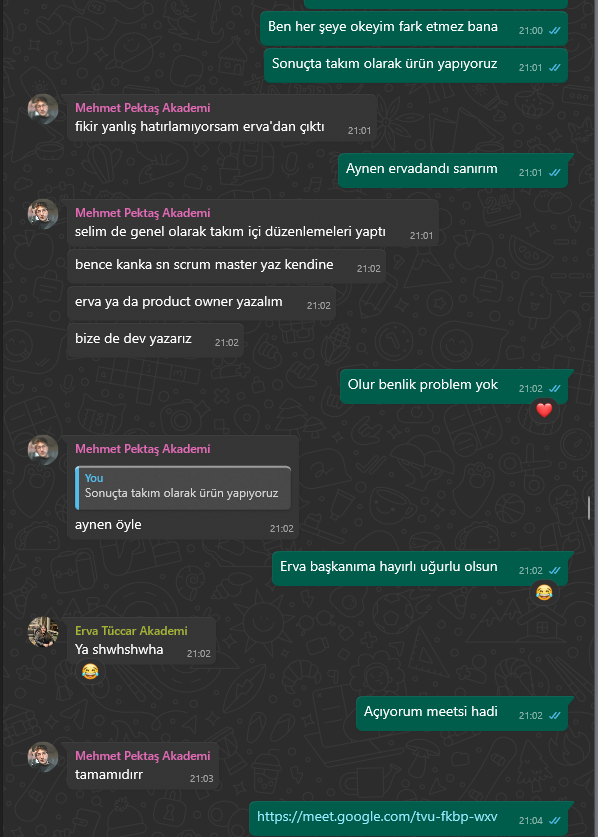 Ben her şeye okeyim fark etmez bana 21:00
Sonuçta takım olarak ürün yapıyoruz 21:01
Mehmet Pektaş Akademi
fikir yanlış hatırlamıyorsam erva'dan çıktı 21:01
Aynen ervadandı sanırım 21:01
Mehmet Pektaş Akademi
selim de genel olarak takım içi düzenlemeleri yaptı 21:01
bence kanka sn scrum master yaz kendine 21:02
erva ya da product owner yazalım 21:02
bize de dev yazarız 21:02
Olur benlik problem yok 21:02
Mehmet Pektaş Akademi
You
Sonuçta takım olarak ürün yapıyoruz
aynen öyle 21:02
Erva başkanıma hayırlı uğurlu olsun 21:02
Erva Tüccar Akademi
Ya shwhshwha 21:02
Açıyorum meetsi hadi 21:02
Mehmet Pektaş Akademi
tamamıdırr 21:03
https://meet.google.com/tvu-fkbp-wxv 21:04